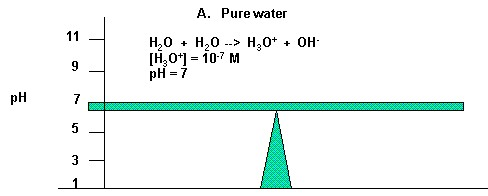 A. Pure water
H₂O + H₂O --> H₃O⁺ + OH⁻
[H₃O⁺] = 10⁻⁷ M
pH = 7
pH
11
9
7
5
3
1